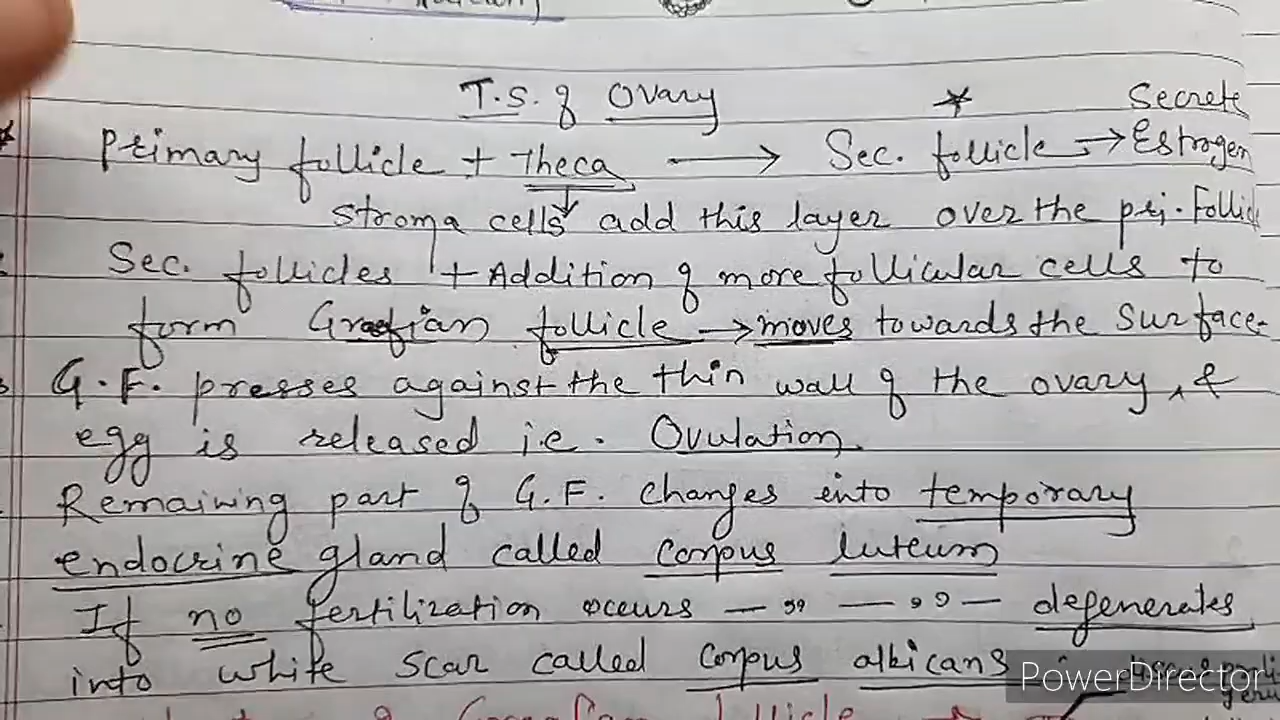 T.S. of Ovary
Primary follicle + Theca → Sec. follicle → Secrete Estrogen
stroma cells add this layer over the pri. Follicl
Sec. follicles + Addition of more follicular cells to
form Graafian follicle → moves towards the surface.
G.F. presses against the thin wall of the ovary, &
egg is released i.e. Ovulation.
Remaining part of G.F. changes into temporary
endocrine gland called corpus luteum
If no fertilization occurs — ,, — ,, — degenerates
into white scar called corpus albicans
PowerDirector